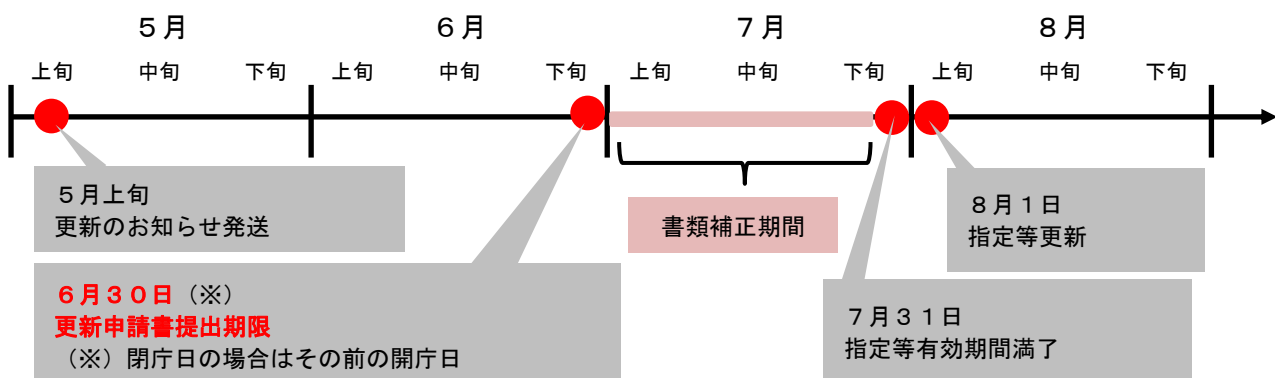 ５月
６月
７月
８月
上旬
中旬
下旬
上旬
中旬
下旬
上旬
中旬
下旬
上旬
中旬
下旬
５月上旬
更新のお知らせ発送
６月３０日（※）
更新申請書提出期限
（※）閉庁日の場合はその前の開庁日
書類補正期間
７月３１日
指定等有効期間満了
８月１日
指定等更新